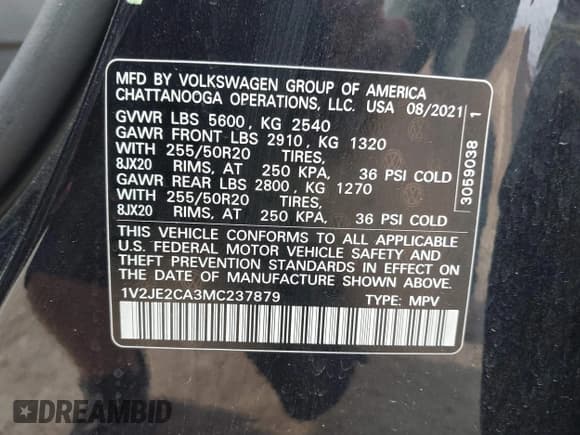 MFD BY VOLKSWAGEN GROUP OF AMERICA
CHATTANOOGA OPERATIONS, LLC. USA 08/2021
GVWR LBS 5600 , KG 2540
GAWR FRONT LBS 2910 , KG 1320
WITH 255/50R20 TIRES,
8JX20 RIMS, AT 250 KPA, 36 PSI COLD
GAWR REAR LBS 2800 , KG 1270
WITH 255/50R20 TIRES,
8JX20 RIMS, AT 250 KPA, 36 PSI COLD
THIS VEHICLE CONFORMS TO ALL APPLICABLE
U.S. FEDERAL MOTOR VEHICLE SAFETY AND
THEFT PREVENTION STANDARDS IN EFFECT ON
THE DATE OF MANUFACTURE SHOWN ABOVE.
1V2JE2CA3MC237879 TYPE: MPV
3059038 1
DREAMBID